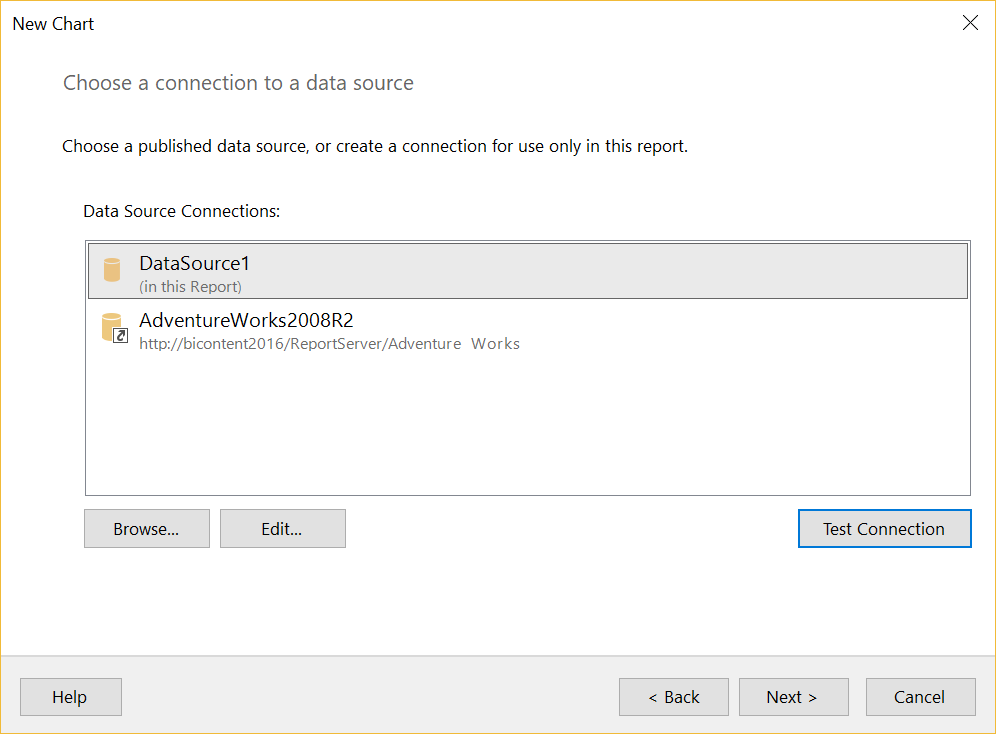 New Chart
Choose a connection to a data source
Choose a published data source, or create a connection for use only in this report.
Data Source Connections:
DataSource1
(in this Report)
AdventureWorks2008R2
http://bicontent2016/ReportServer/Adventure Works
Browse... Edit... Test Connection
Help < Back Next > Cancel